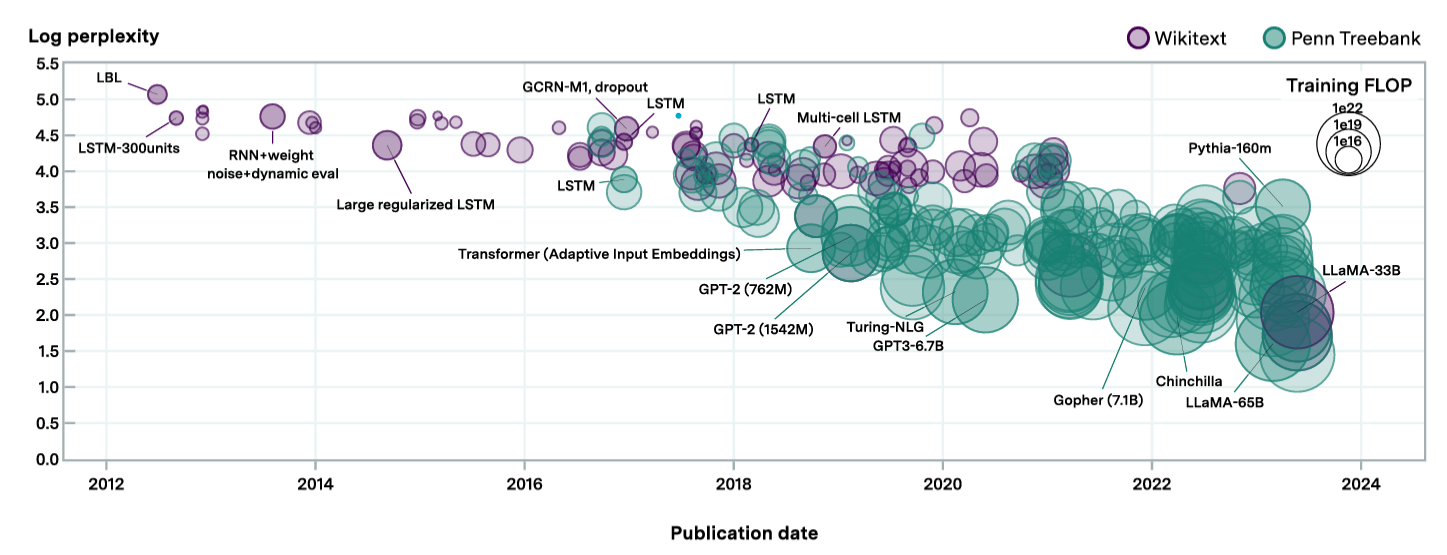 Log perplexity
Wikitext
Penn Treebank
Training FLOP
1e22
1e19
1e16
5.5
5.0
4.5
4.0
3.5
3.0
2.5
2.0
1.5
1.0
0.5
0.0
LBL
LSTM-300units
RNN+weight
noise+dynamic eval
Large regularized LSTM
GCRN-M1, dropout
LSTM
LSTM
LSTM
Multi-cell LSTM
Transformer (Adaptive Input Embeddings)
GPT-2 (762M)
GPT-2 (1542M)
Turing-NLG
GPT3-6.7B
Pythia-160m
LLaMA-33B
Gopher (7.1B)
Chinchilla
LLaMA-65B
2012
2014
2016
2018
2020
2022
2024
Publication date